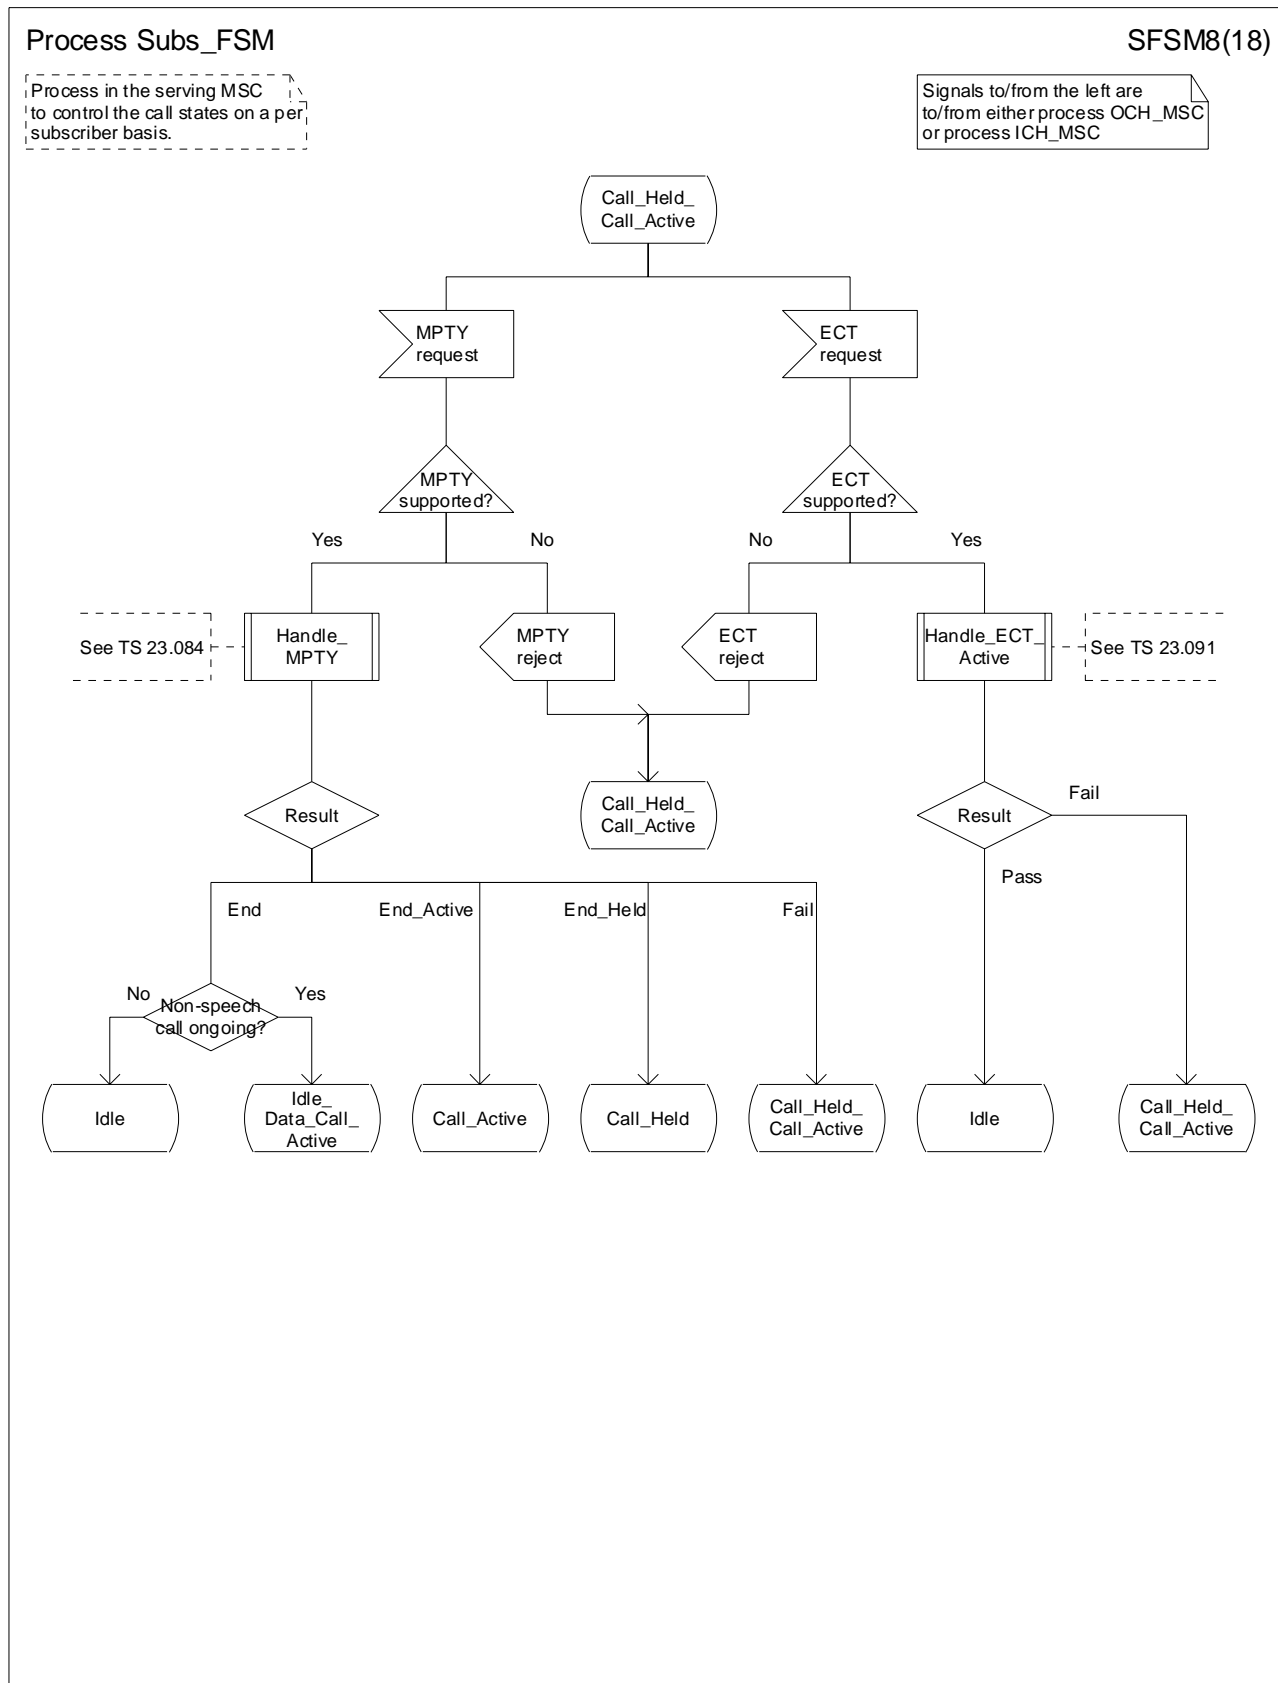 Process Subs_FSM
SFSM8(18)
Process in the serving MSC
to control the call states on a per
subscriber basis.
Signals to/from the left are
to/from either process OCH_MSC
or process ICH_MSC
Call_Held_
Call_Active
MPTY
request
ECT
request
MPTY
supported?
ECT
supported?
Yes
No
No
Yes
See TS 23.084
Handle_
MPTY
MPTY
reject
ECT
reject
Handle_ECT_
Active
See TS 23.091
Result
Call_Held_
Call_Active
Result
Fail
Pass
End
End_Active
End_Held
Fail
No
Non-speech
call ongoing?
Yes
Idle
Idle_
Data_Call_
Active
Call_Active
Call_Held
Call_Held_
Call_Active
Idle
Call_Held_
Call_Active